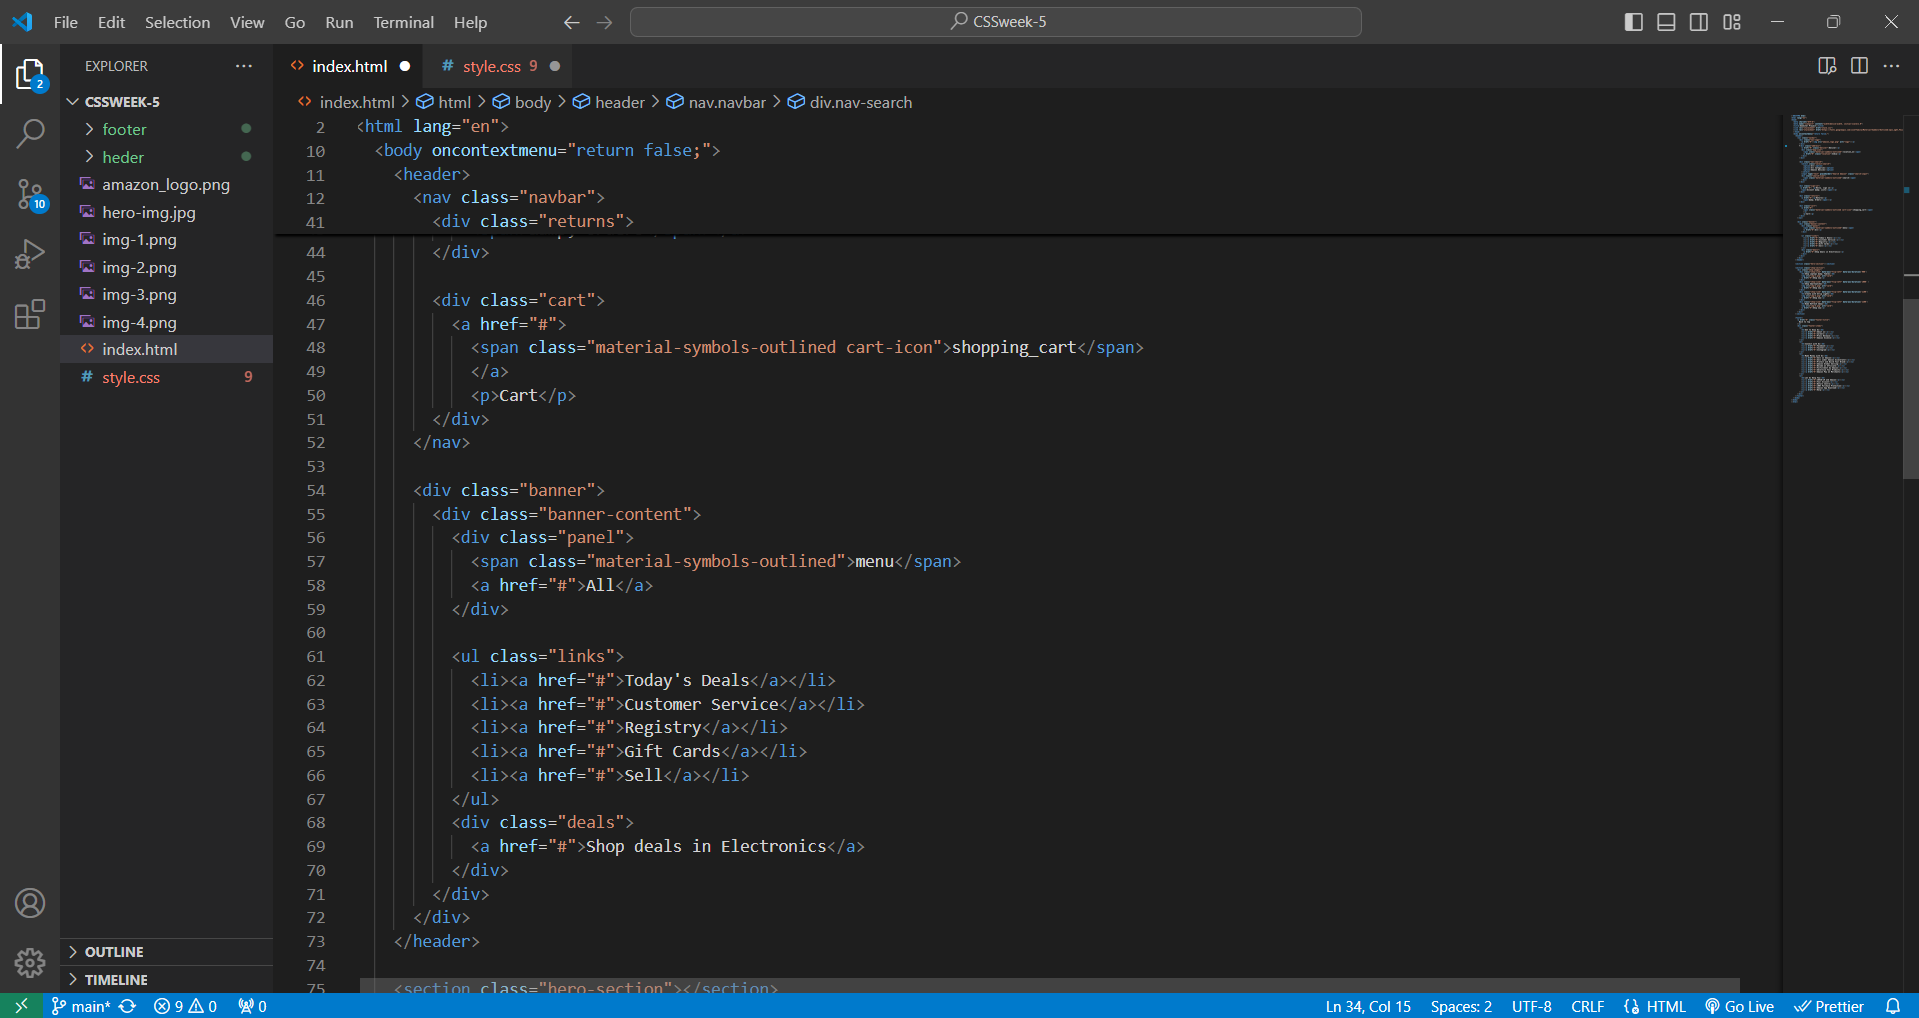 File Edit Selection View Go Run Terminal Help
CSSweek-5
EXPLORER
index.html
style.css 9
2
CSSWEEK-5
index.html > html > body > header > nav.navbar > div.nav-search
footer
heder
amazon_logo.png
hero-img.jpg
img-1.png
img-2.png
img-3.png
img-4.png
index.html
style.css 9
10
2 <html lang="en">
10 <body oncontextmenu="return false;">
11 <header>
12 <nav class="navbar">
41 <div class="returns">
44 </div>
45
46 <div class="cart">
47 <a href="#">
48 <span class="material-symbols-outlined cart-icon">shopping_cart</span>
49 </a>
50 <p>Cart</p>
51 </div>
52 </nav>
53
54 <div class="banner">
55 <div class="banner-content">
56 <div class="panel">
57 <span class="material-symbols-outlined">menu</span>
58 <a href="#">All</a>
59 </div>
60
61 <ul class="links">
62 <li><a href="#">Today's Deals</a></li>
63 <li><a href="#">Customer Service</a></li>
64 <li><a href="#">Registry</a></li>
65 <li><a href="#">Gift Cards</a></li>
66 <li><a href="#">Sell</a></li>
67 </ul>
68 <div class="deals">
69 <a href="#">Shop deals in Electronics</a>
70 </div>
71 </div>
72 </div>
73 </header>
74
75 <section class="hero-section"></section>
OUTLINE
TIMELINE
main* 9 0 0
Ln 34, Col 15 Spaces: 2 UTF-8 CRLF {} HTML Go Live Prettier